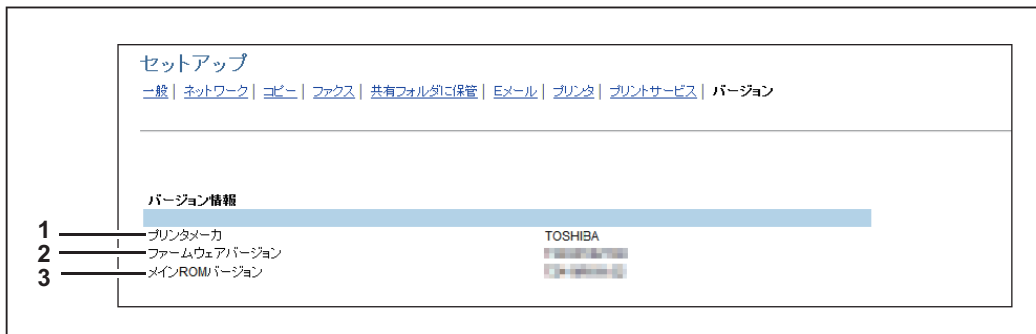 セットアップ
一般| ネットワーク| コピー| ファクス| 共有フォルダに保管| Eメール| プリンタ| プリントサービス| バージョン
バージョン情報
1 プリンタメーカ TOSHIBA
2 ファームウェアバージョン
3 メインROMバージョン